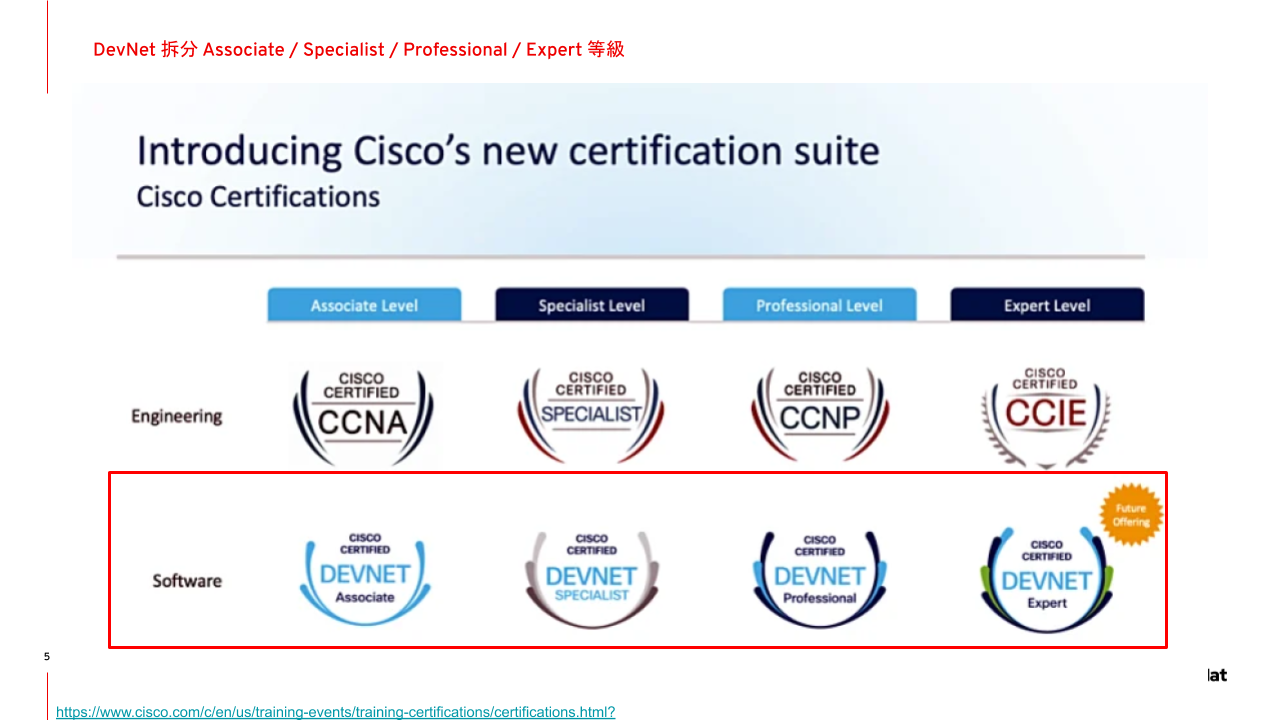 DevNet 拆分 Associate / Specialist / Professional / Expert 等級
Introducing Cisco's new certification suite
Cisco Certifications
Associate Level
Specialist Level
Professional Level
Expert Level
Engineering
CISCO
CERTIFIED
CCNA
CISCO
CERTIFIED
SPECIALIST
CISCO
CERTIFIED
CCNP
CISCO
CERTIFIED
CCIE
Software
CISCO
CERTIFIED
DEVNET
Associate
CISCO
CERTIFIED
DEVNET
SPECIALIST
CISCO
CERTIFIED
DEVNET
Professional
CISCO
CERTIFIED
DEVNET
Expert
Future
Offering
5
https://www.cisco.com/c/en/us/training-events/training-certifications/certifications.html?